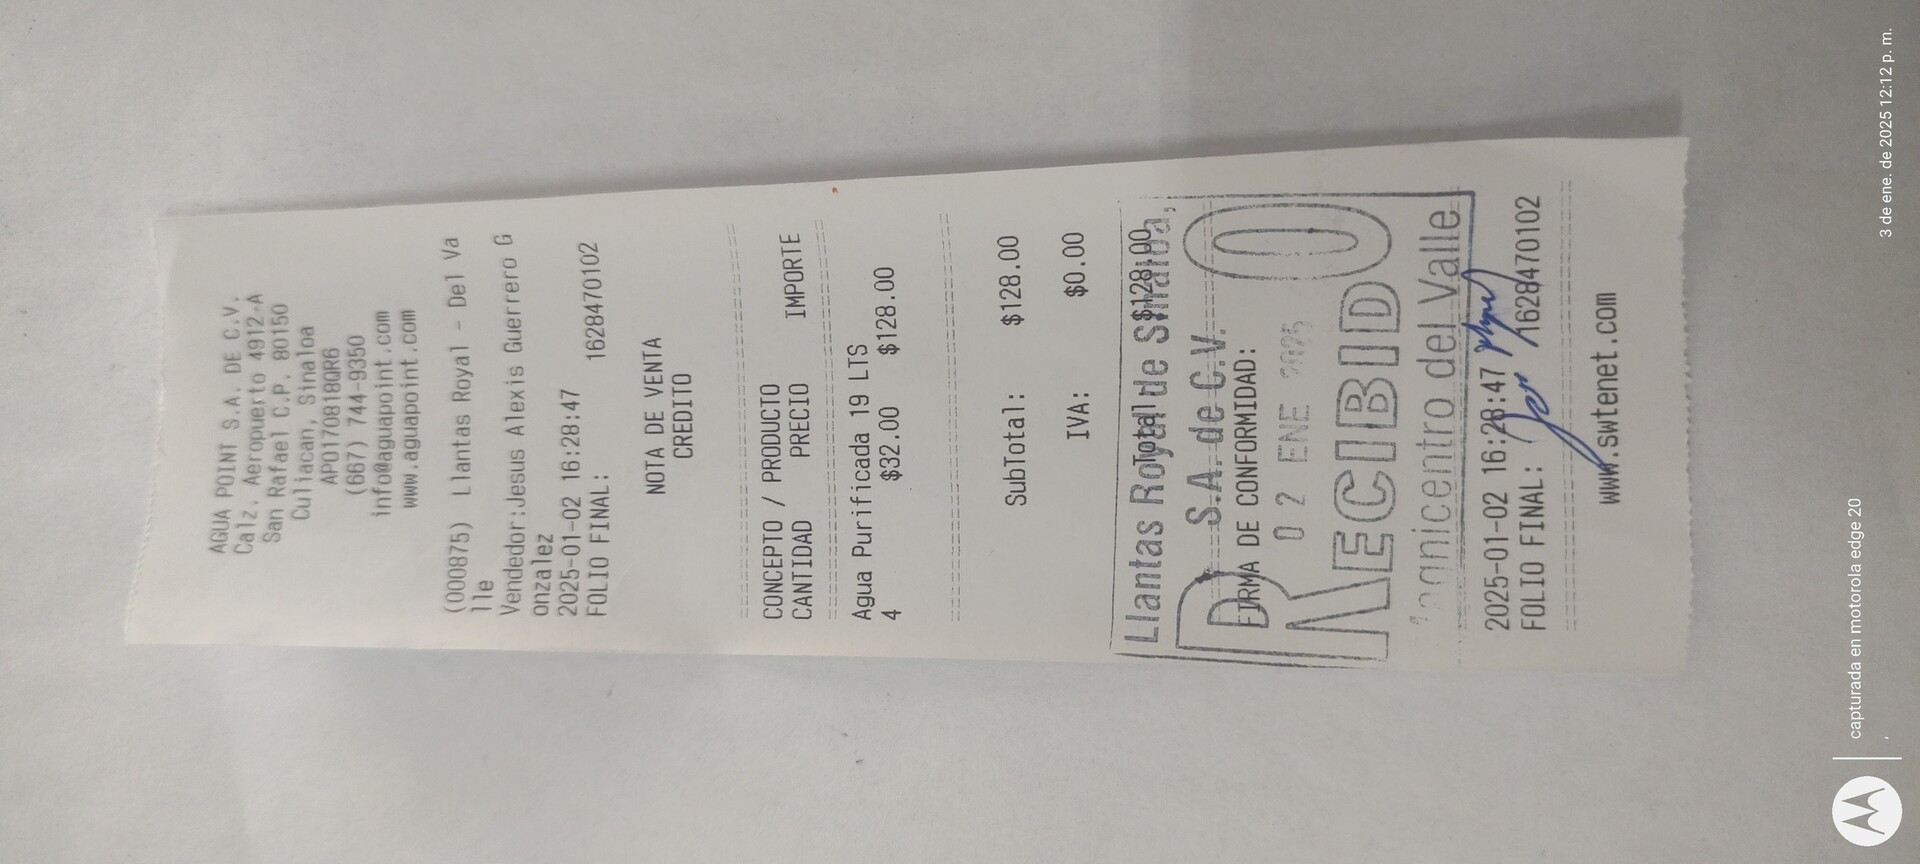 AGUA POINT S.A. DE C.V.
Calz. Aeropuerto 4912-A
San Rafael C.P. 80150
Culiacan, Sinaloa
APO170818QR6
(667) 744-9350
info@aguapoint.com
www.aguapoint.com
(000875) Llantas Royal - Del Va
lle
Vendedor:Jesus Alexis Guerrero G
onzalez
2025-01-02 16:28:47
FOLIO FINAL: 1628470102
NOTA DE VENTA
CREDITO
CONCEPTO / PRODUCTO
CANTIDAD PRECIO IMPORTE
Agua Purificada 19 LTS
4 $32.00 $128.00
SubTotal: $128.00
IVA: $0.00
Total: $128.00
Llantas Royal de Sinaloa,
S.A. de C.V.
FIRMA DE CONFORMIDAD:
02 ENE 2025
RECIBIDO
del Valle
2025-01-02 16:28:47
FOLIO FINAL: 1628470102
www.swtenet.com
capturada en motorola edge 20
3 de ene. de 2025 12:12 p. m.